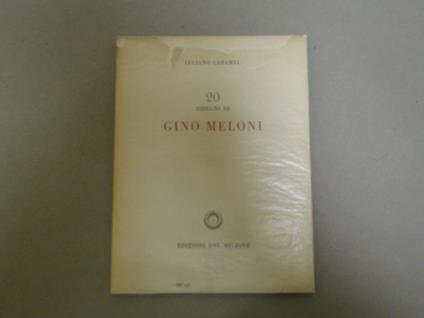 LUCIANO CARAMEL
20
DISEGNI DI
GINO MELONI
EDIZIONI DEL MILIONE